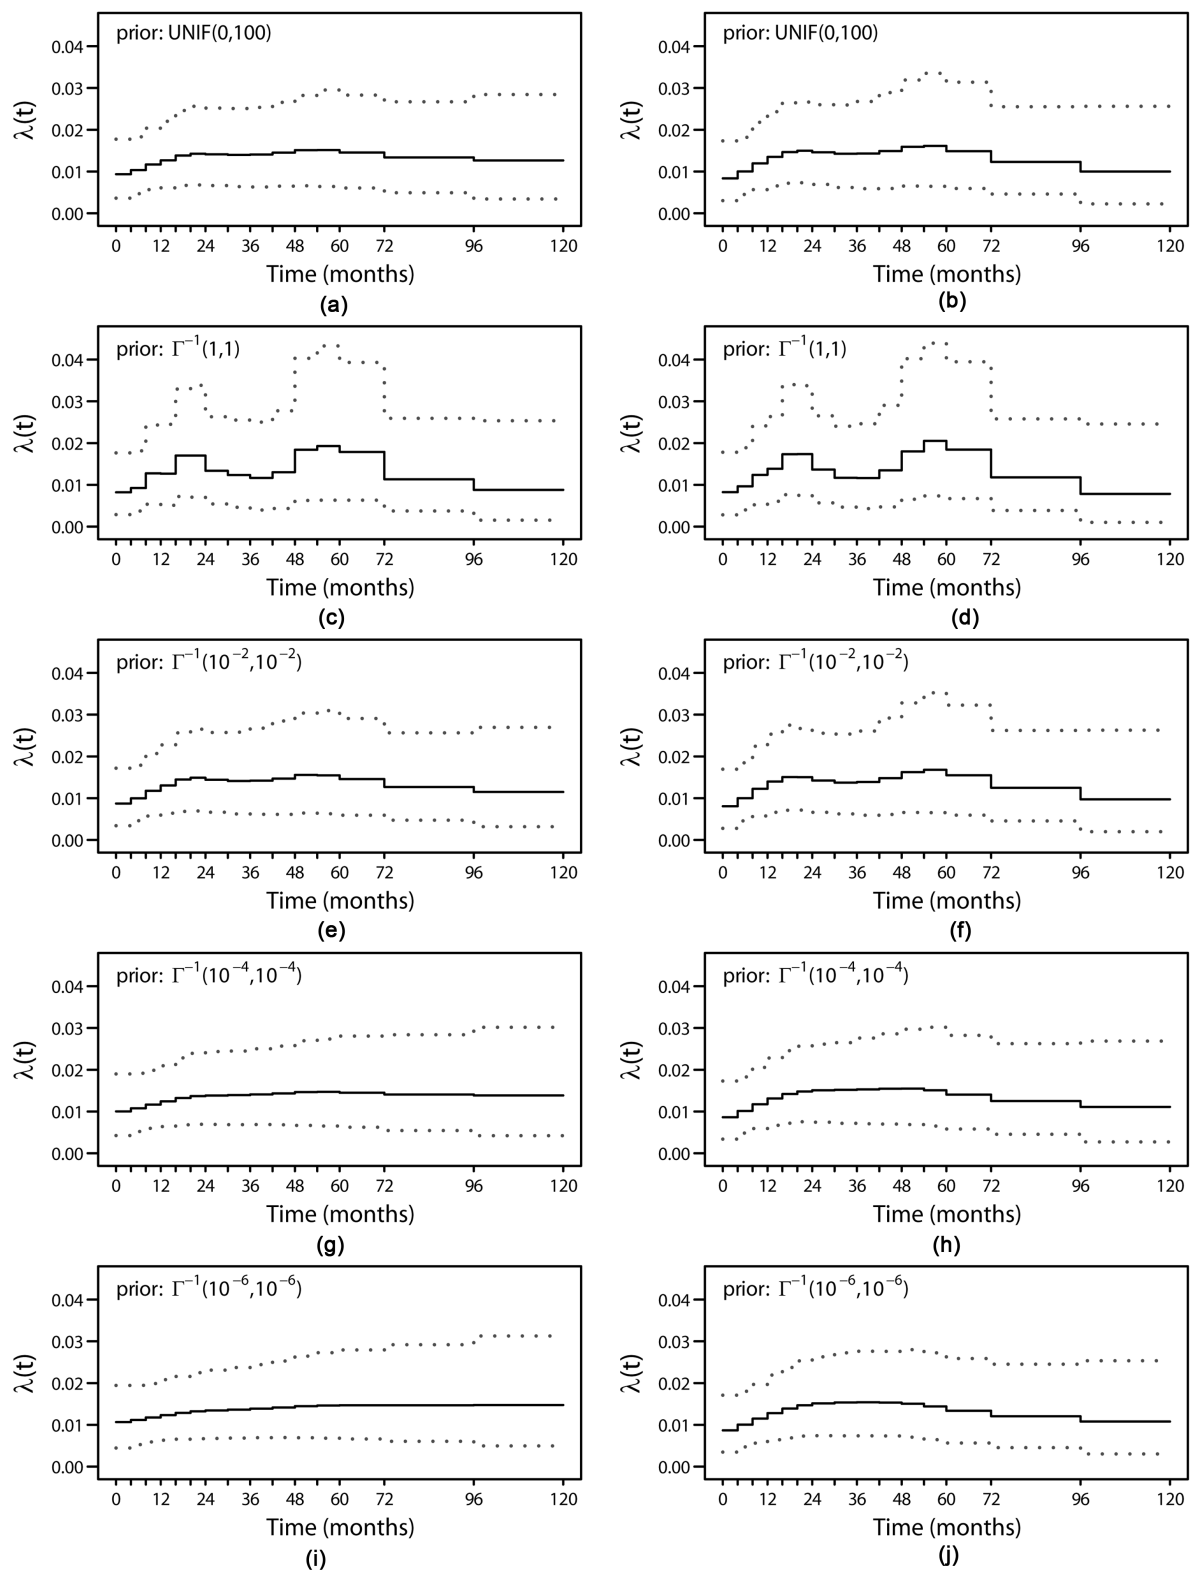 prior: UNIF(0,100)
λ(t)
0.04
0.03
0.02
0.01
0.00
0 12 24 36 48 60 72 96 120
Time (months)
(a)
prior: UNIF(0,100)
λ(t)
0.04
0.03
0.02
0.01
0.00
0 12 24 36 48 60 72 96 120
Time (months)
(b)
prior: Γ⁻¹(1,1)
λ(t)
0.04
0.03
0.02
0.01
0.00
0 12 24 36 48 60 72 96 120
Time (months)
(c)
prior: Γ⁻¹(1,1)
λ(t)
0.04
0.03
0.02
0.01
0.00
0 12 24 36 48 60 72 96 120
Time (months)
(d)
prior: Γ⁻¹(10⁻²,10⁻²)
λ(t)
0.04
0.03
0.02
0.01
0.00
0 12 24 36 48 60 72 96 120
Time (months)
(e)
prior: Γ⁻¹(10⁻²,10⁻²)
λ(t)
0.04
0.03
0.02
0.01
0.00
0 12 24 36 48 60 72 96 120
Time (months)
(f)
prior: Γ⁻¹(10⁻⁴,10⁻⁴)
λ(t)
0.04
0.03
0.02
0.01
0.00
0 12 24 36 48 60 72 96 120
Time (months)
(g)
prior: Γ⁻¹(10⁻⁴,10⁻⁴)
λ(t)
0.04
0.03
0.02
0.01
0.00
0 12 24 36 48 60 72 96 120
Time (months)
(h)
prior: Γ⁻¹(10⁻⁶,10⁻⁶)
λ(t)
0.04
0.03
0.02
0.01
0.00
0 12 24 36 48 60 72 96 120
Time (months)
(i)
prior: Γ⁻¹(10⁻⁶,10⁻⁶)
λ(t)
0.04
0.03
0.02
0.01
0.00
0 12 24 36 48 60 72 96 120
Time (months)
(j)